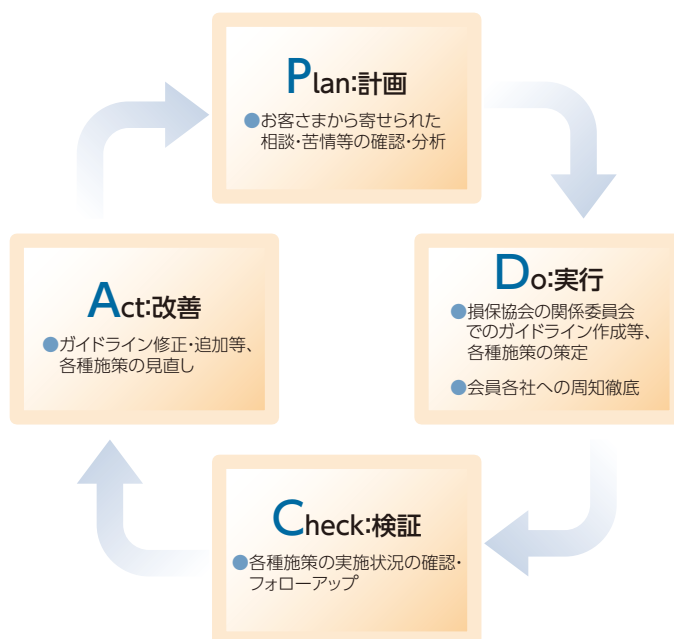 Plan:計画
●お客さまから寄せられた
相談・苦情等の確認・分析
Do:実行
●損保協会の関係委員会
でのガイドライン作成等、
各種施策の策定
●会員各社への周知徹底
Check:検証
●各種施策の実施状況の確認・
フォローアップ
Act:改善
●ガイドライン修正・追加等、
各種施策の見直し